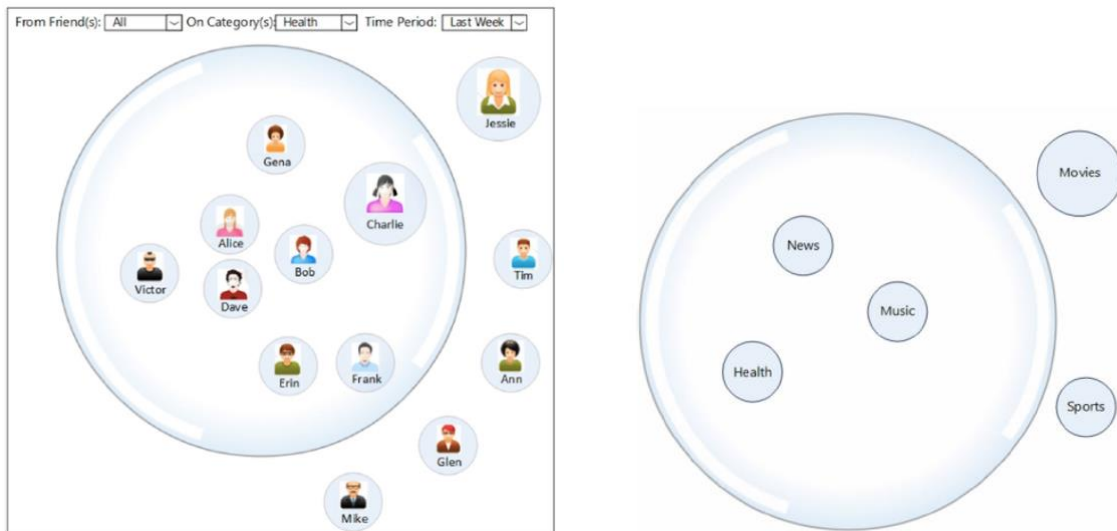 From Friend(s): All On Category(s): Health Time Period: Last Week
Jessie
Gena
Charlie
Alice
Bob
Victor
Dave
Tim
Erin
Frank
Ann
Glen
Mike
Movies
News
Music
Health
Sports